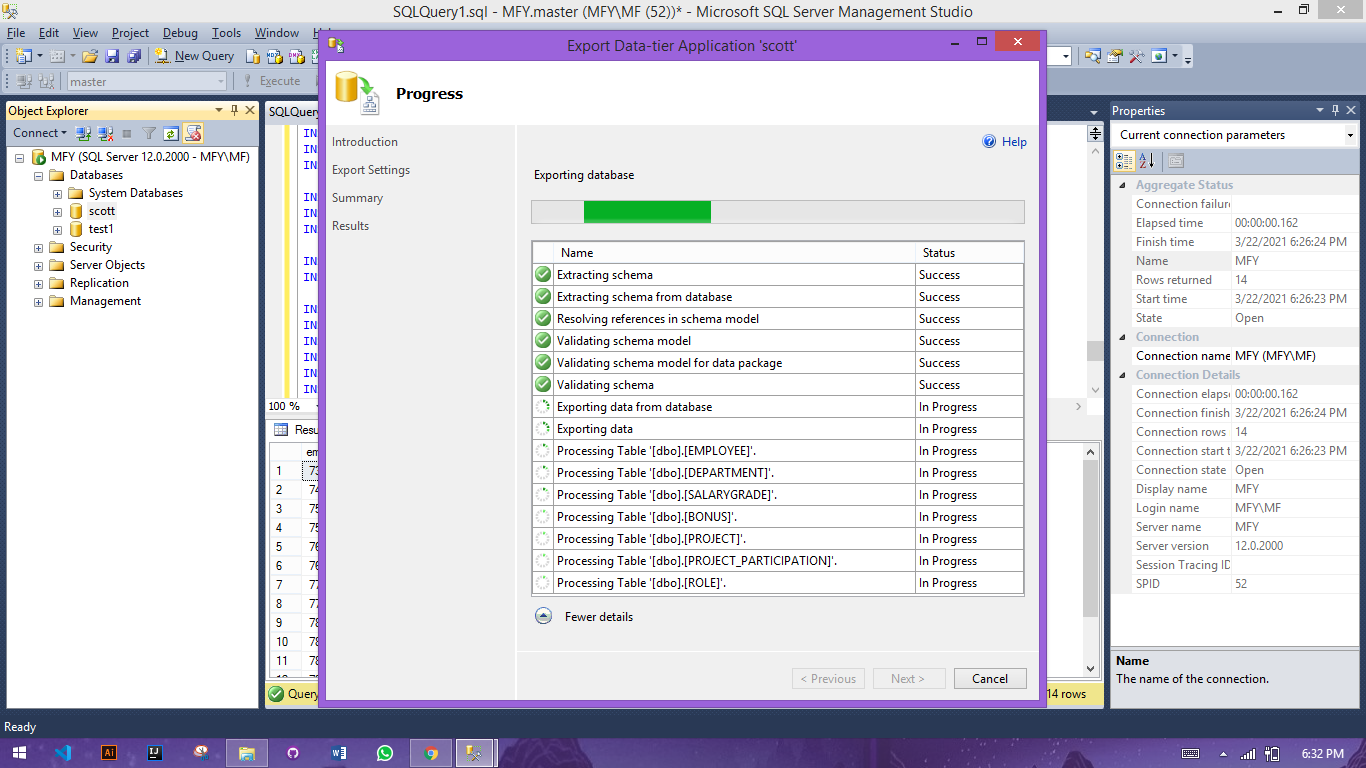 SQLQuery1.sql - MFY.master (MFY\MF (52))* - Microsoft SQL Server Management Studio
File Edit View Project Debug Tools Window
New Query
master
Execute
Export Data-tier Application 'scott'
Progress
Introduction
Export Settings
Summary
Results
Help
Exporting database
Name Status
Extracting schema Success
Extracting schema from database Success
Resolving references in schema model Success
Validating schema model Success
Validating schema model for data package Success
Validating schema Success
Exporting data from database In Progress
Exporting data In Progress
Processing Table '[dbo].[EMPLOYEE]'. In Progress
Processing Table '[dbo].[DEPARTMENT]'. In Progress
Processing Table '[dbo].[SALARYGRADE]'. In Progress
Processing Table '[dbo].[BONUS]'. In Progress
Processing Table '[dbo].[PROJECT]'. In Progress
Processing Table '[dbo].[PROJECT_PARTICIPATION]'. In Progress
Processing Table '[dbo].[ROLE]'. In Progress
Fewer details
< Previous Next > Cancel
Object Explorer
Connect
MFY (SQL Server 12.0.2000 - MFY\MF)
Databases
System Databases
scott
test1
Security
Server Objects
Replication
Management
SQLQuery
IN
IN
IN
IN
IN
IN
IN
IN
IN
IN
IN
IN
IN
100 %
Resu
em
1 73
2 74
3 75
4 75
5 76
6 76
7 77
8 77
9 78
10 78
11 78
Query
14 rows
Properties
Current connection parameters
Aggregate Status
Connection failure
Elapsed time 00:00:00.162
Finish time 3/22/2021 6:26:24 PM
Name MFY
Rows returned 14
Start time 3/22/2021 6:26:23 PM
State Open
Connection
Connection name MFY (MFY\MF)
Connection Details
Connection elaps 00:00:00.162
Connection finish 3/22/2021 6:26:24 PM
Connection rows 14
Connection start t 3/22/2021 6:26:23 PM
Connection state Open
Display name MFY
Login name MFY\MF
Server name MFY
Server version 12.0.2000
Session Tracing ID
SPID 52
Name
The name of the connection.
Ready
Ai
IJ
6:32 PM